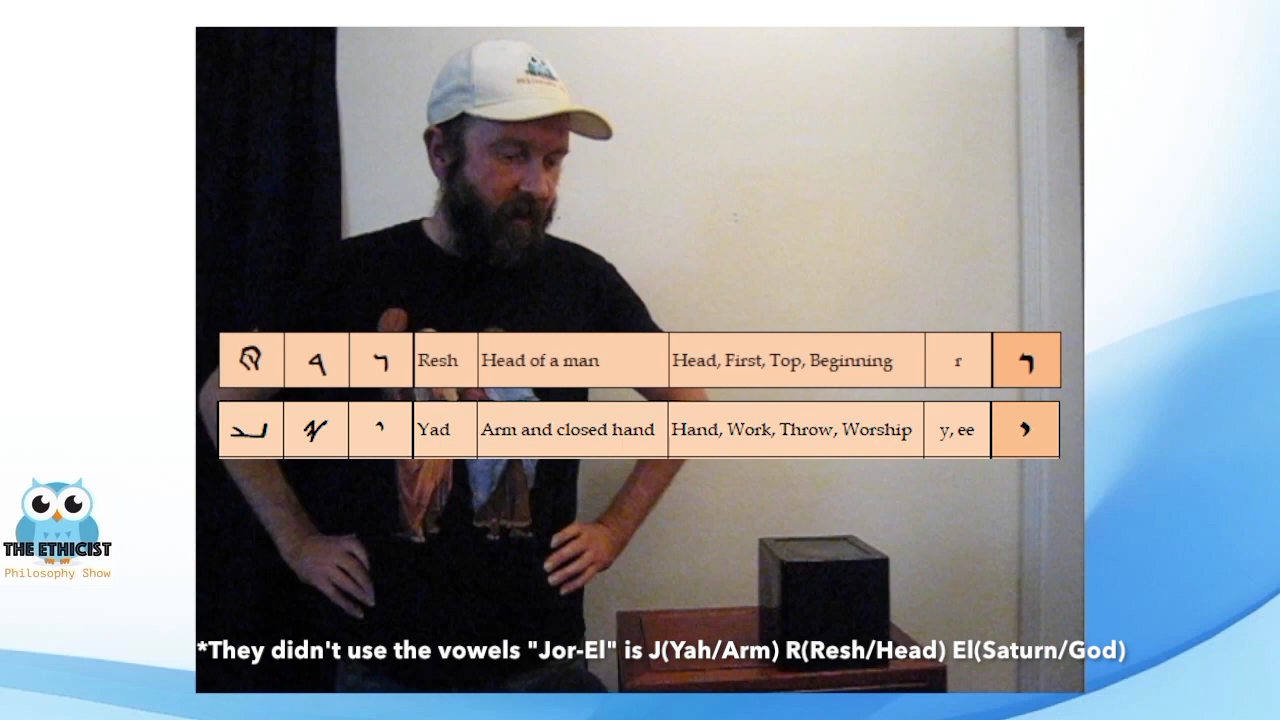 Resh Head of a man Head, First, Top, Beginning r ר
Yad Arm and closed hand Hand, Work, Throw, Worship y, ee י
THE ETHICIST
Philosophy Show
*They didn't use the vowels "Jor-El" is J(Yah/Arm) R(Resh/Head) El(Saturn/God)